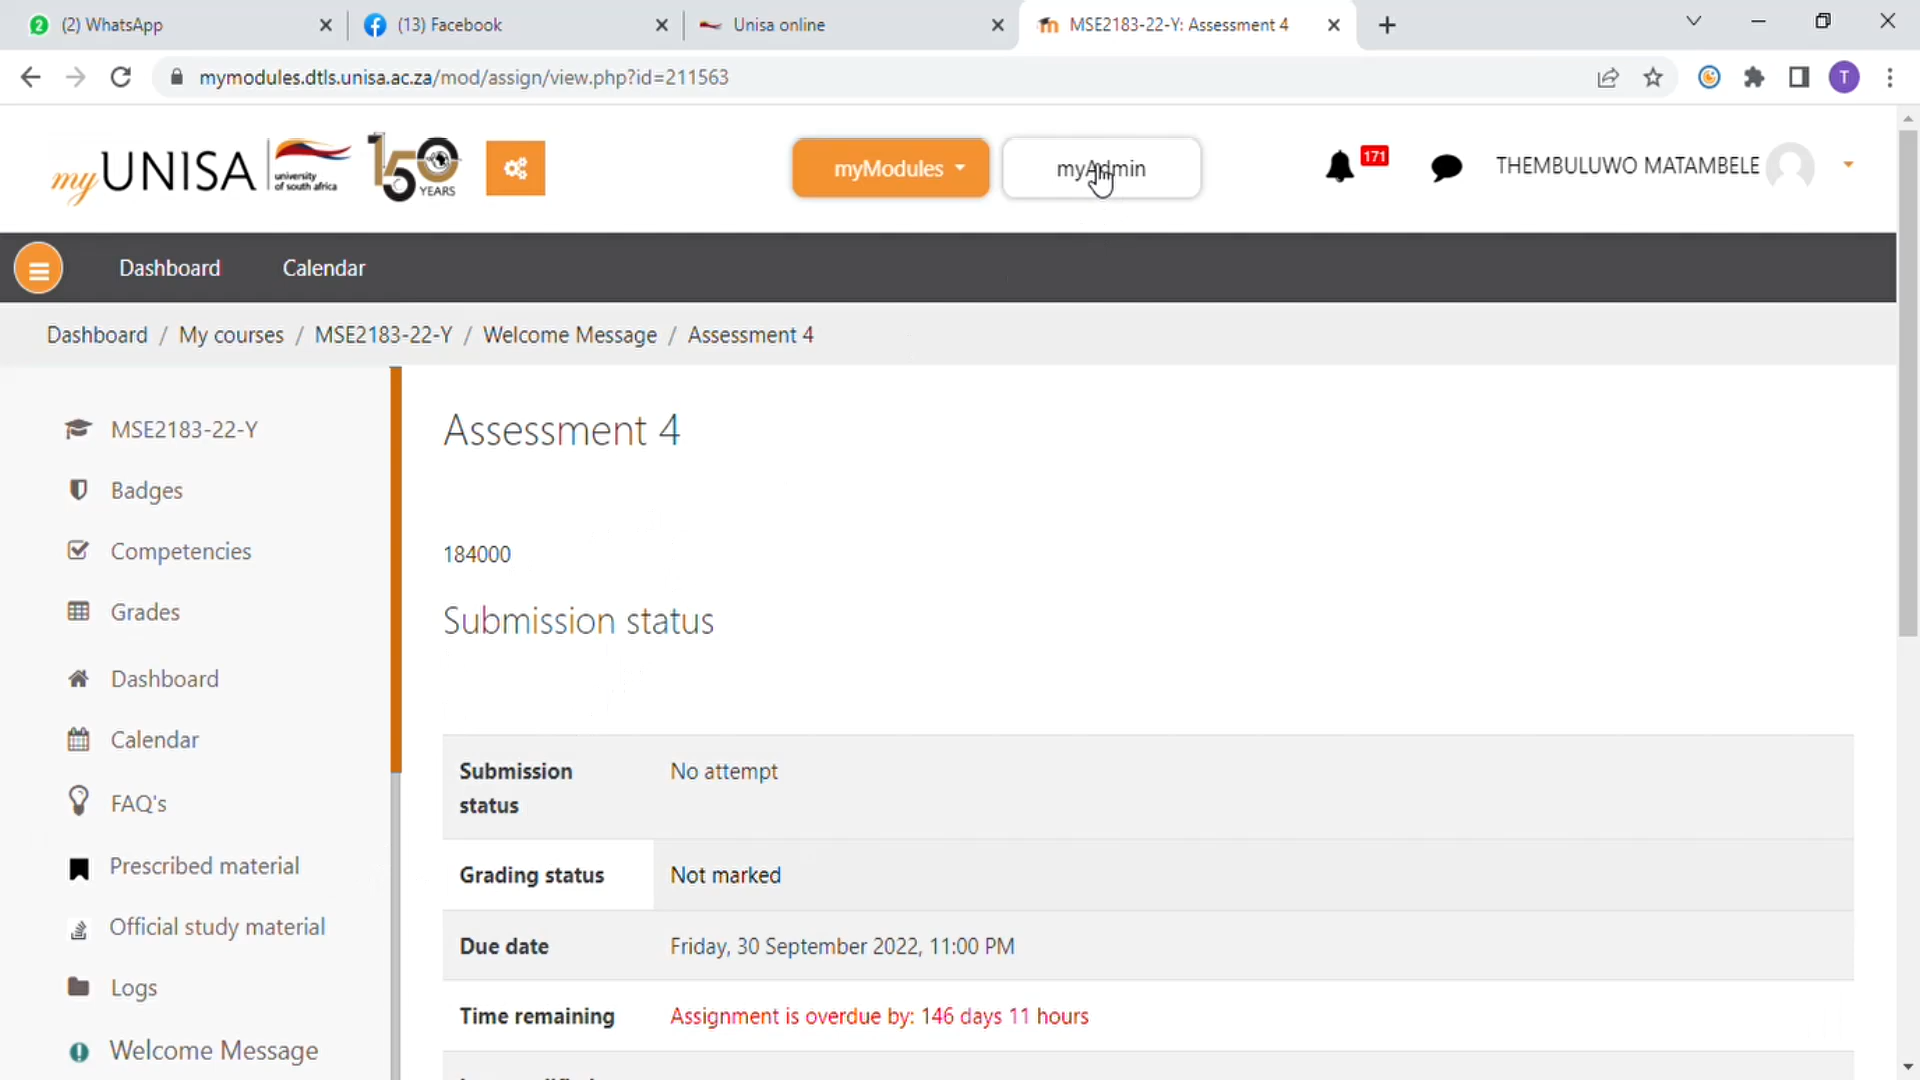 (2) WhatsApp
(13) Facebook
Unisa online
MSE2183-22-Y: Assessment 4
mymodules.dtls.unisa.ac.za/mod/assign/view.php?id=211563
T
myUNISA
university of south africa
150 YEARS
myModules
myAdmin
171
THEMBULUWO MATAMBELE
Dashboard
Calendar
Dashboard / My courses / MSE2183-22-Y / Welcome Message / Assessment 4
MSE2183-22-Y
Badges
Competencies
Grades
Dashboard
Calendar
FAQ's
Prescribed material
Official study material
Logs
Welcome Message
Assessment 4
184000
Submission status
Submission status
No attempt
Grading status
Not marked
Due date
Friday, 30 September 2022, 11:00 PM
Time remaining
Assignment is overdue by: 146 days 11 hours